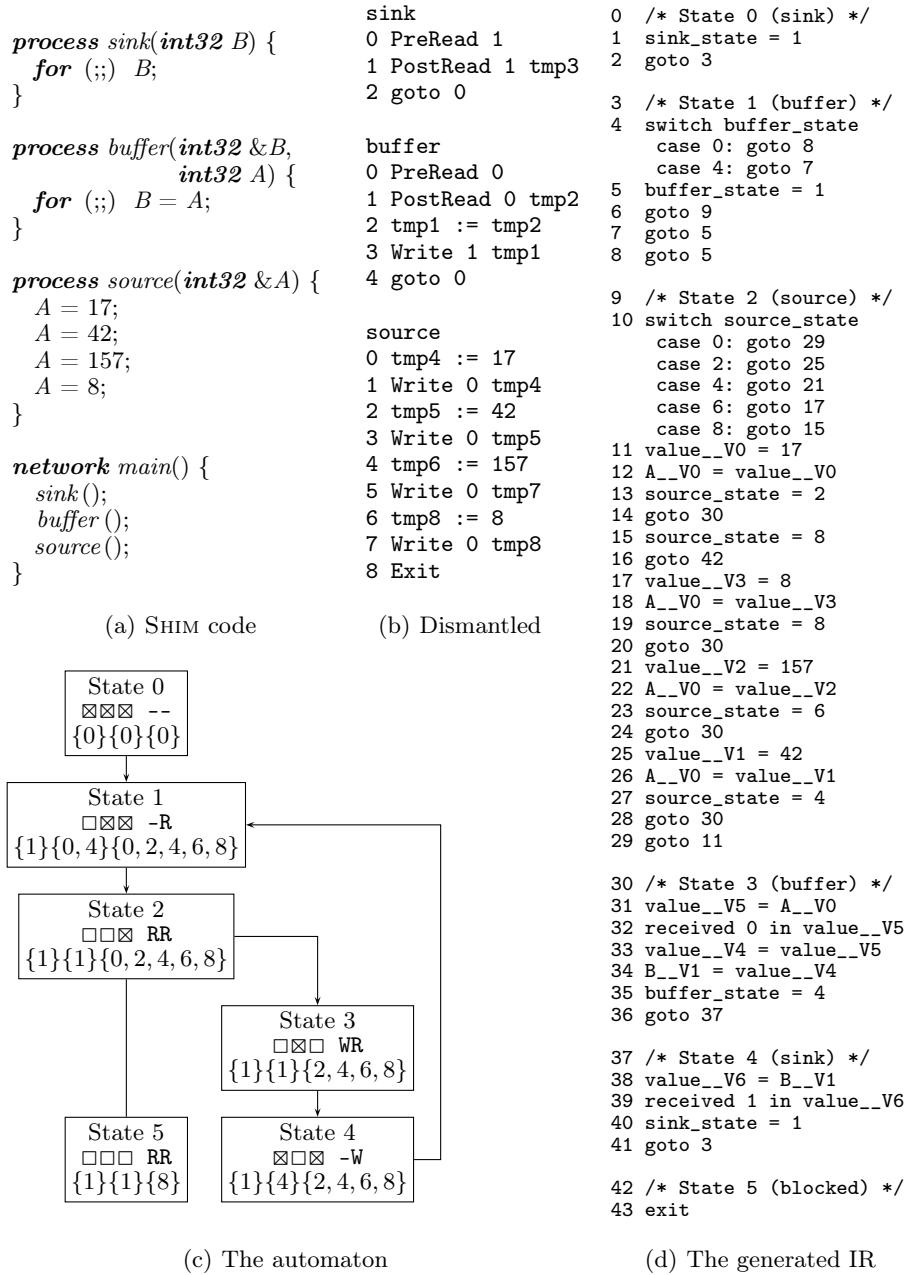 process sink(int32 B) {
  for (;;) B;
}
process buffer(int32 &B,
               int32 A) {
  for (;;) B = A;
}
process source(int32 &A) {
  A = 17;
  A = 42;
  A = 157;
  A = 8;
}
network main() {
  sink();
  buffer();
  source();
}
(a) SHIM code
sink
0 PreRead 1
1 PostRead 1 tmp3
2 goto 0
buffer
0 PreRead 0
1 PostRead 0 tmp2
2 tmp1 := tmp2
3 Write 1 tmp1
4 goto 0
source
0 tmp4 := 17
1 Write 0 tmp4
2 tmp5 := 42
3 Write 0 tmp5
4 tmp6 := 157
5 Write 0 tmp7
6 tmp8 := 8
7 Write 0 tmp8
8 Exit
(b) Dismantled
State 0
☒☒☒ --
{0}{0}{0}
State 1
□☒☒ -R
{1}{0, 4}{0, 2, 4, 6, 8}
State 2
□□☒ RR
{1}{1}{0, 2, 4, 6, 8}
State 3
□☒□ WR
{1}{1}{2, 4, 6, 8}
State 5
□□□ RR
{1}{1}{8}
State 4
☒□☒ -W
{1}{4}{2, 4, 6, 8}
(c) The automaton
0 /* State 0 (sink) */
1 sink_state = 1
2 goto 3
3 /* State 1 (buffer) */
4 switch buffer_state
   case 0: goto 8
   case 4: goto 7
5 buffer_state = 1
6 goto 9
7 goto 5
8 goto 5
9 /* State 2 (source) */
10 switch source_state
   case 0: goto 29
   case 2: goto 25
   case 4: goto 21
   case 6: goto 17
   case 8: goto 15
11 value__V0 = 17
12 A__V0 = value__V0
13 source_state = 2
14 goto 30
15 source_state = 8
16 goto 42
17 value__V3 = 8
18 A__V0 = value__V3
19 source_state = 8
20 goto 30
21 value__V2 = 157
22 A__V0 = value__V2
23 source_state = 6
24 goto 30
25 value__V1 = 42
26 A__V0 = value__V1
27 source_state = 4
28 goto 30
29 goto 11
30 /* State 3 (buffer) */
31 value__V5 = A__V0
32 received 0 in value__V5
33 value__V4 = value__V5
34 B__V1 = value__V4
35 buffer_state = 4
36 goto 37
37 /* State 4 (sink) */
38 value__V6 = B__V1
39 received 1 in value__V6
40 sink_state = 1
41 goto 3
42 /* State 5 (blocked) */
43 exit
(d) The generated IR